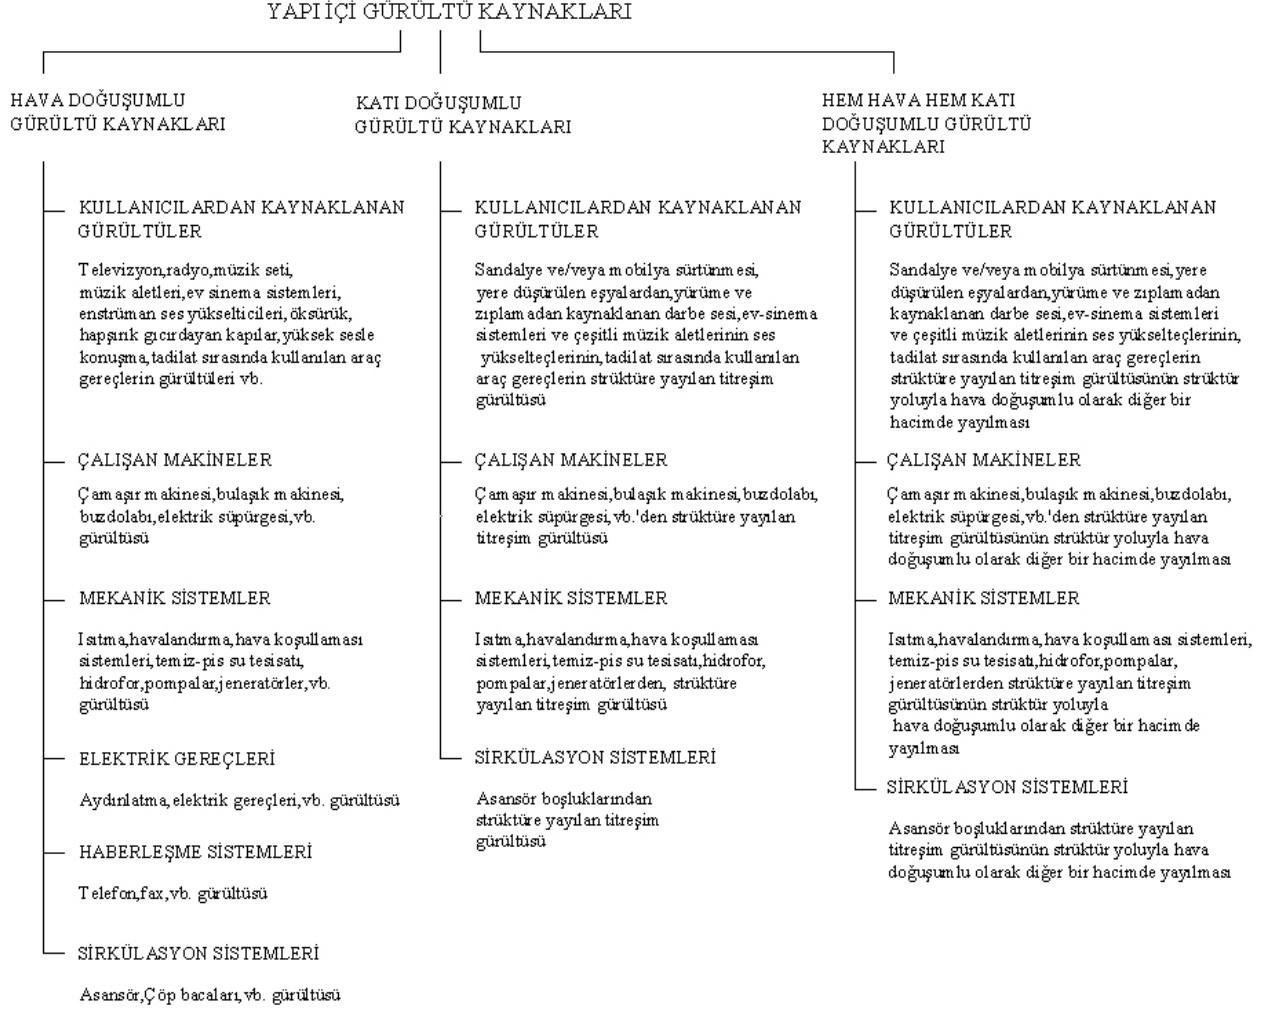 YAPI İÇİ GÜRÜLTÜ KAYNAKLARI
HAVA DOĞUŞUMLU
GÜRÜLTÜ KAYNAKLARI
KULLANICILARDAN KAYNAKLANAN
GÜRÜLTÜLER
Televizyon,radyo,müzik seti,
müzik aletleri,ev sinema sistemleri,
enstrüman ses yükselticileri, öksürük,
hapşırık gıcırdayan kapılar,yüksek sesle
konuşma,tadilat sırasında kullanılan araç
gereçlerin gürültüleri vb.
ÇALIŞAN MAKİNELER
Çamaşır makinesi,bulaşık makinesi,
buzdolabı,elektrik süpürgesi,vb.
gürültüsü
MEKANİK SİSTEMLER
Isıtma,havalandırma,hava koşullaması
sistemleri,temiz-pis su tesisatı,
hidrofor,pompalar,jeneratörler,vb.
gürültüsü
ELEKTRİK GEREÇLERİ
Aydınlatma,elektrik gereçleri,vb. gürültüsü
HABERLEŞME SİSTEMLERİ
Telefon,fax,vb. gürültüsü
SİRKÜLASYON SİSTEMLERİ
Asansör,Çöp bacaları,vb. gürültüsü
KATI DOĞUŞUMLU
GÜRÜLTÜ KAYNAKLARI
KULLANICILARDAN KAYNAKLANAN
GÜRÜLTÜLER
Sandalye ve/veya mobilya sürtünmesi,
yere düşürülen eşyalardan,yürüme ve
zıplamadan kaynaklanan darbe sesi,ev-sinema
sistemleri ve çeşitli müzik aletlerinin ses
yükselteçlerinin,tadilat sırasında kullanılan
araç gereçlerin strüktüre yayılan titreşim
gürültüsü
ÇALIŞAN MAKİNELER
Çamaşır makinesi,bulaşık makinesi,buzdolabı,
elektrik süpürgesi,vb.'den strüktüre yayılan
titreşim gürültüsü
MEKANİK SİSTEMLER
Isıtma,havalandırma,hava koşullaması
sistemleri,temiz-pis su tesisatı,hidrofor,
pompalar,jeneratörlerden, strüktüre
yayılan titreşim gürültüsü
SİRKÜLASYON SİSTEMLERİ
Asansör boşluklarından
strüktüre yayılan titreşim
gürültüsü
HEM HAVA HEM KATI
DOĞUŞUMLU GÜRÜLTÜ
KAYNAKLARI
KULLANICILARDAN KAYNAKLANAN
GÜRÜLTÜLER
Sandalye ve/veya mobilya sürtünmesi,yere
düşürülen eşyalardan,yürüme ve zıplamadan
kaynaklanan darbe sesi,ev-sinema sistemleri
ve çeşitli müzik aletlerinin ses yükselteçlerinin,
tadilat sırasında kullanılan araç gereçlerin
strüktüre yayılan titreşim gürültüsünün strüktür
yoluyla hava doğuşumlu olarak diğer bir
hacimde yayılması
ÇALIŞAN MAKİNELER
Çamaşır makinesi,bulaşık makinesi,buzdolabı,
elektrik süpürgesi,vb.'den strüktüre yayılan
titreşim gürültüsünün strüktür yoluyla hava
doğuşumlu olarak diğer bir hacimde yayılması
MEKANİK SİSTEMLER
Isıtma,havalandırma,hava koşullaması sistemleri,
temiz-pis su tesisatı,hidrofor,pompalar,
jeneratörlerden strüktüre yayılan titreşim
gürültüsünün strüktür yoluyla
hava doğuşumlu olarak diğer bir hacimde
yayılması
SİRKÜLASYON SİSTEMLERİ
Asansör boşluklarından strüktüre yayılan
titreşim gürültüsünün strüktür yoluyla hava
doğuşumlu olarak diğer bir hacimde yayılması